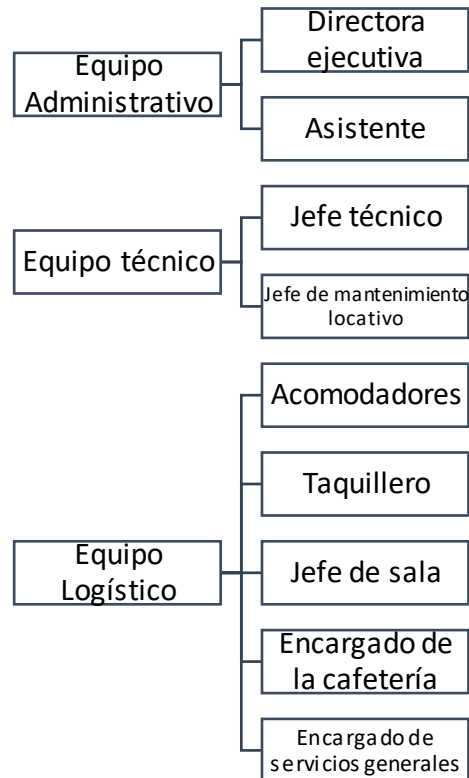 Equipo
Administrativo
Directora
ejecutiva
Asistente
Equipo técnico
Jefe técnico
Jefe de mantenimiento
locativo
Equipo
Logístico
Acomodadores
Taquillero
Jefe de sala
Encargado de
la cafetería
Encargado de
servicios generales